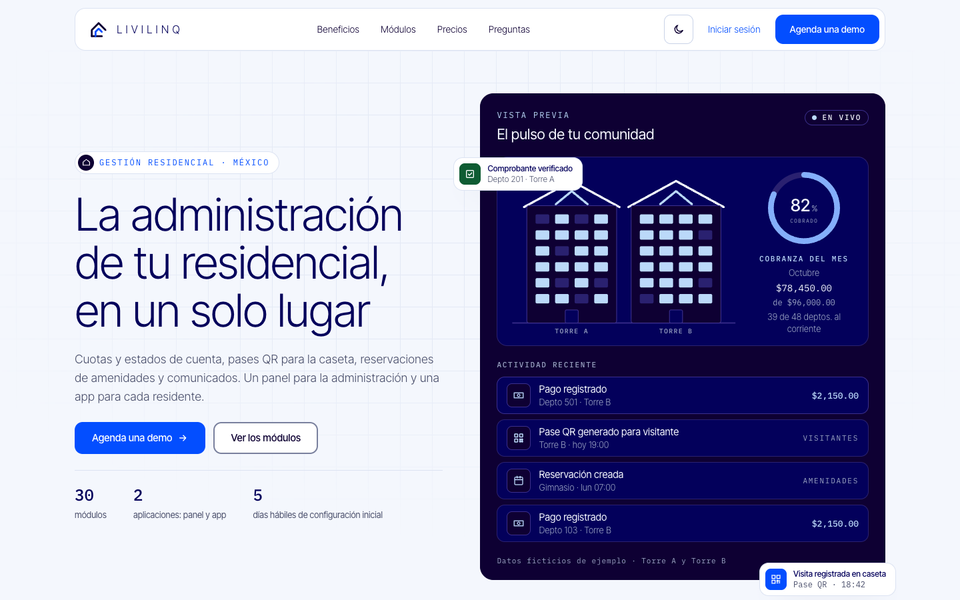 LIVILINQ
Beneficios
Módulos
Precios
Preguntas
Iniciar sesión
Agenda una demo
GESTIÓN RESIDENCIAL · MÉXICO
La administración
de tu residencial,
en un solo lugar
Cuotas y estados de cuenta, pases QR para la caseta, reservaciones
de amenidades y comunicados. Un panel para la administración y una
app para cada residente.
Agenda una demo →
Ver los módulos
30
módulos
2
aplicaciones: panel y app
5
días hábiles de configuración inicial
VISTA PREVIA
El pulso de tu comunidad
EN VIVO
Comprobante verificado
Depto 201 · Torre A
TORRE A
TORRE B
82%
COBRADO
COBRANZA DEL MES
Octubre
$78,450.00
de $96,000.00
39 de 48 deptos. al
corriente
ACTIVIDAD RECIENTE
Pago registrado
Depto 501 · Torre B
$2,150.00
Pase QR generado para visitante
Torre B · hoy 19:00
VISITANTES
Reservación creada
Gimnasio · lun 07:00
AMENIDADES
Pago registrado
Depto 103 · Torre B
$2,150.00
Datos ficticios de ejemplo · Torre A y Torre B
Visita registrada en caseta
Pase QR · 18:42